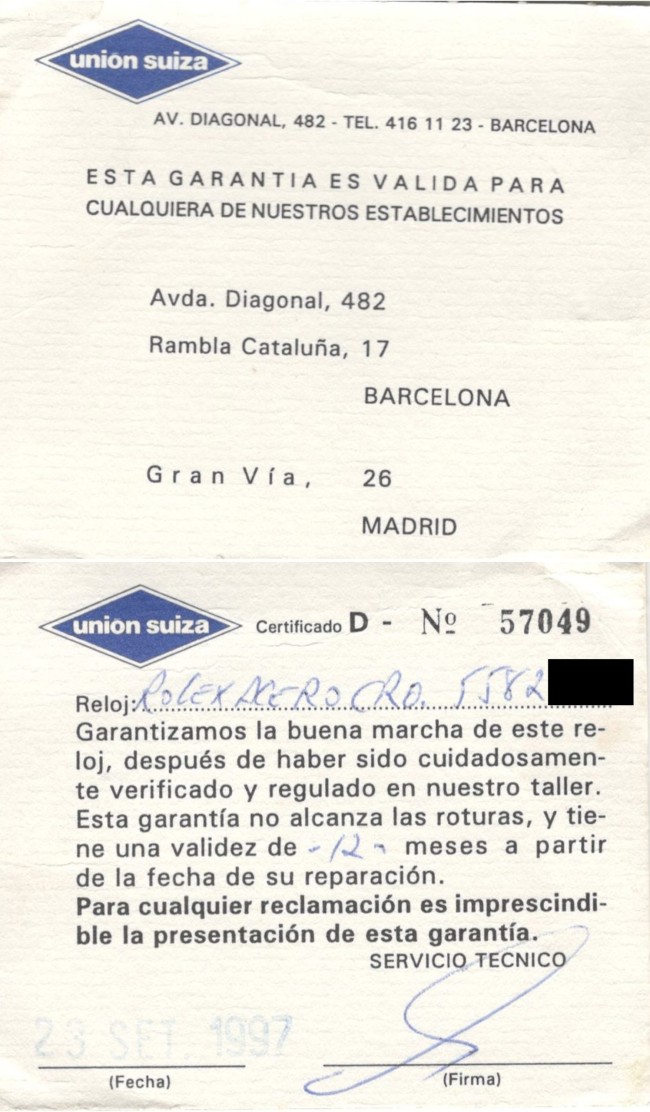 unión suiza
AV. DIAGONAL, 482 - TEL. 416 11 23 - BARCELONA
ESTA GARANTIA ES VALIDA PARA
CUALQUIERA DE NUESTROS ESTABLECIMIENTOS
Avda. Diagonal, 482
Rambla Cataluña, 17
BARCELONA
Gran Vía, 26
MADRID
unión suiza Certificado D - Nº 57049
Reloj: ROLEX ACERO CRO. 5582
Garantizamos la buena marcha de este re-
loj, después de haber sido cuidadosamen-
te verificado y regulado en nuestro taller.
Esta garantía no alcanza las roturas, y tie-
ne una validez de -12- meses a partir
de la fecha de su reparación.
Para cualquier reclamación es imprescindi-
ble la presentación de esta garantía.
SERVICIO TECNICO
23 SET. 1997
(Fecha) (Firma)